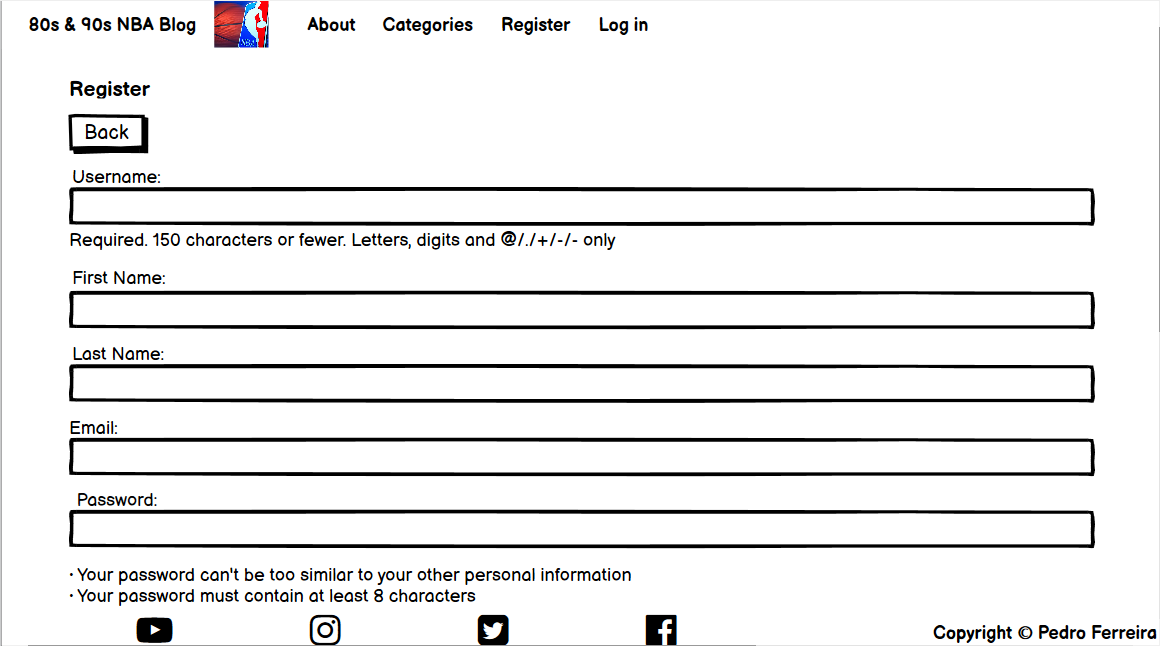 80s & 90s NBA Blog About Categories Register Log in
Register
Back
Username:
Required. 150 characters or fewer. Letters, digits and @/./+/-/- only
First Name:
Last Name:
Email:
Password:
• Your password can't be too similar to your other personal information
• Your password must contain at least 8 characters
Copyright © Pedro Ferreira